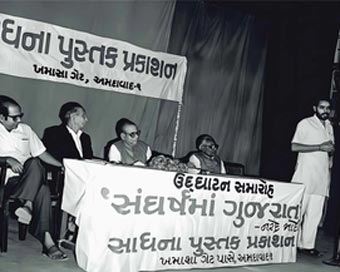 ાધના પુસ્તક પ્રકાશન
ખમાસા ગેટ, અમદાવાદ-૧
ઉદ્‌ઘાટન સમારોહ
'સંઘર્ષમાં ગુજરાત'
સાધના પુસ્તક પ્રકાશન
ખમાસા ગેટ પાસે, અમદાવાદ૧